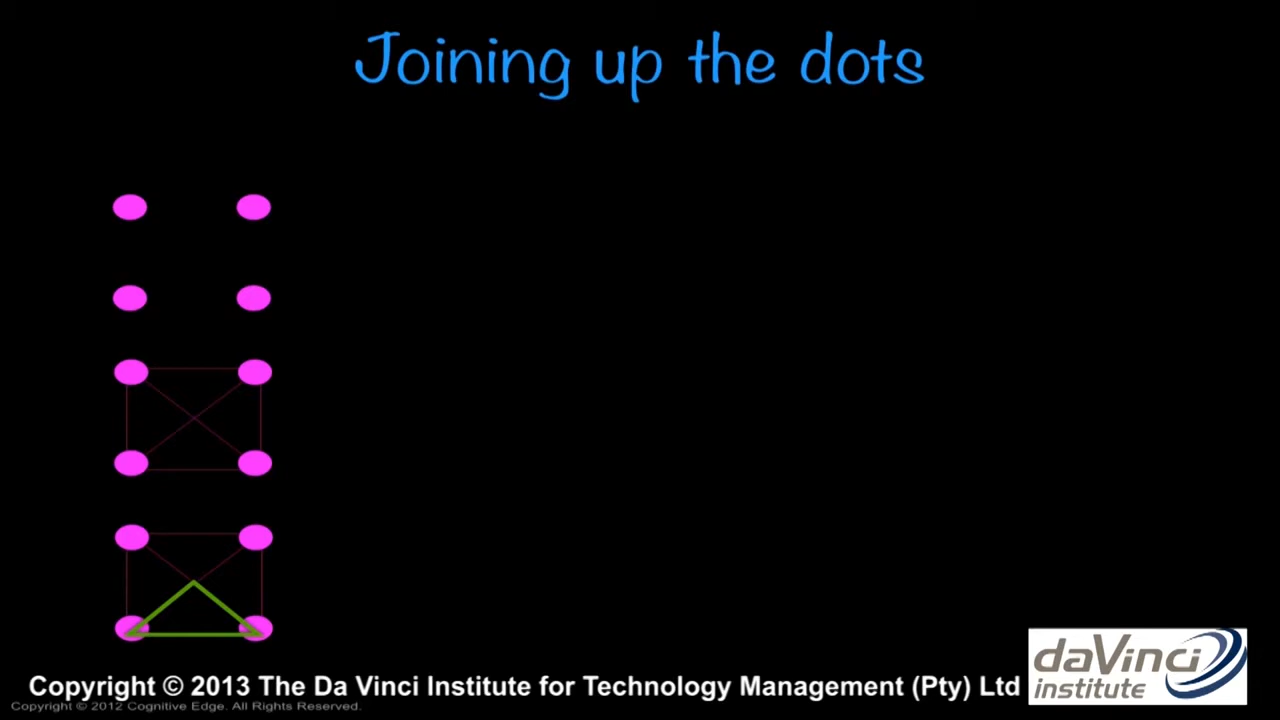 Joining up the dots
daVinci
institute
Copyright © 2013 The Da Vinci Institute for Technology Management (Pty) Ltd
Copyright © 2012 Cognitive Edge. All Rights Reserved.